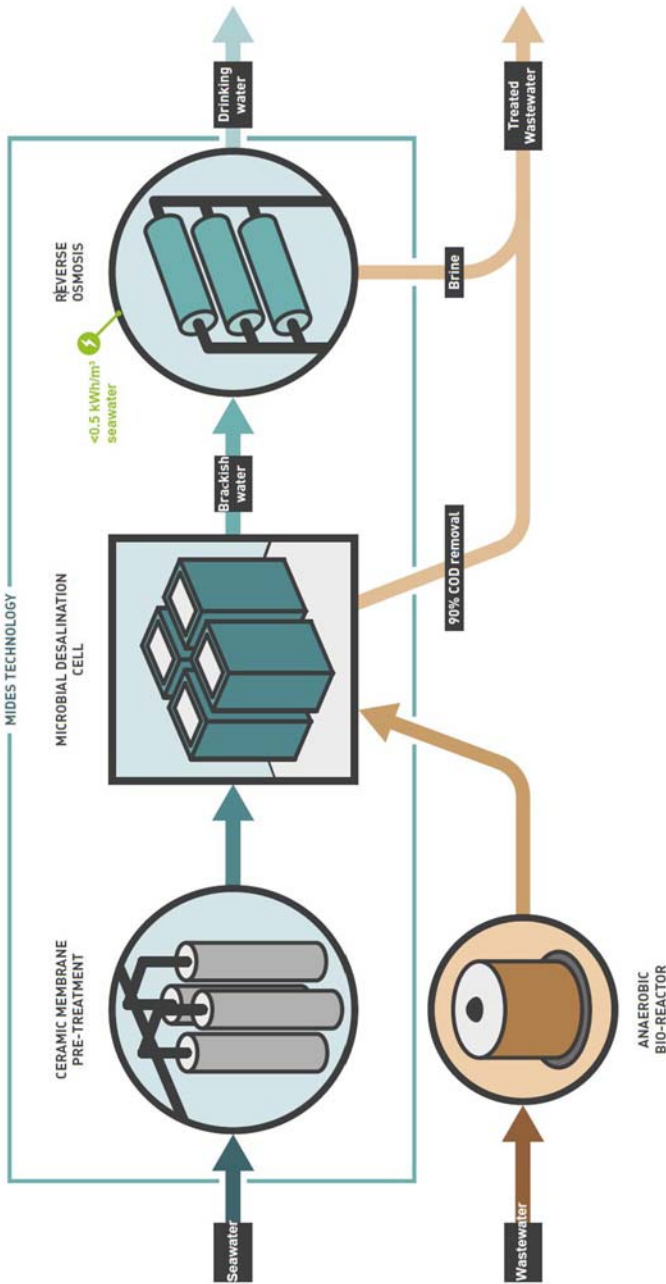 MIDES TECHNOLOGY
CERAMIC MEMBRANE
PRE-TREATMENT
MICROBIAL DESALINATION
CELL
<0.5 kWh/m³
seawater
REVERSE
OSMOSIS
Seawater
Brackish
water
Drinking
water
90% COD removal
Brine
Wastewater
Treated
Wastewater
ANAEROBIC
BIO-REACTOR